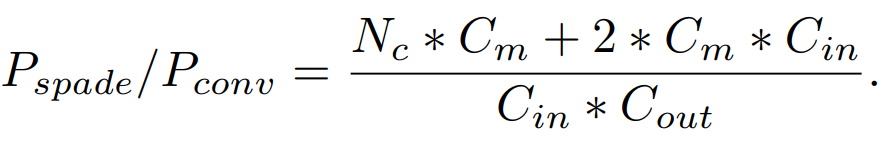 P_{spade}/P_{conv} = \frac{N_c * C_m + 2 * C_m * C_{in}}{C_{in} * C_{out}}.